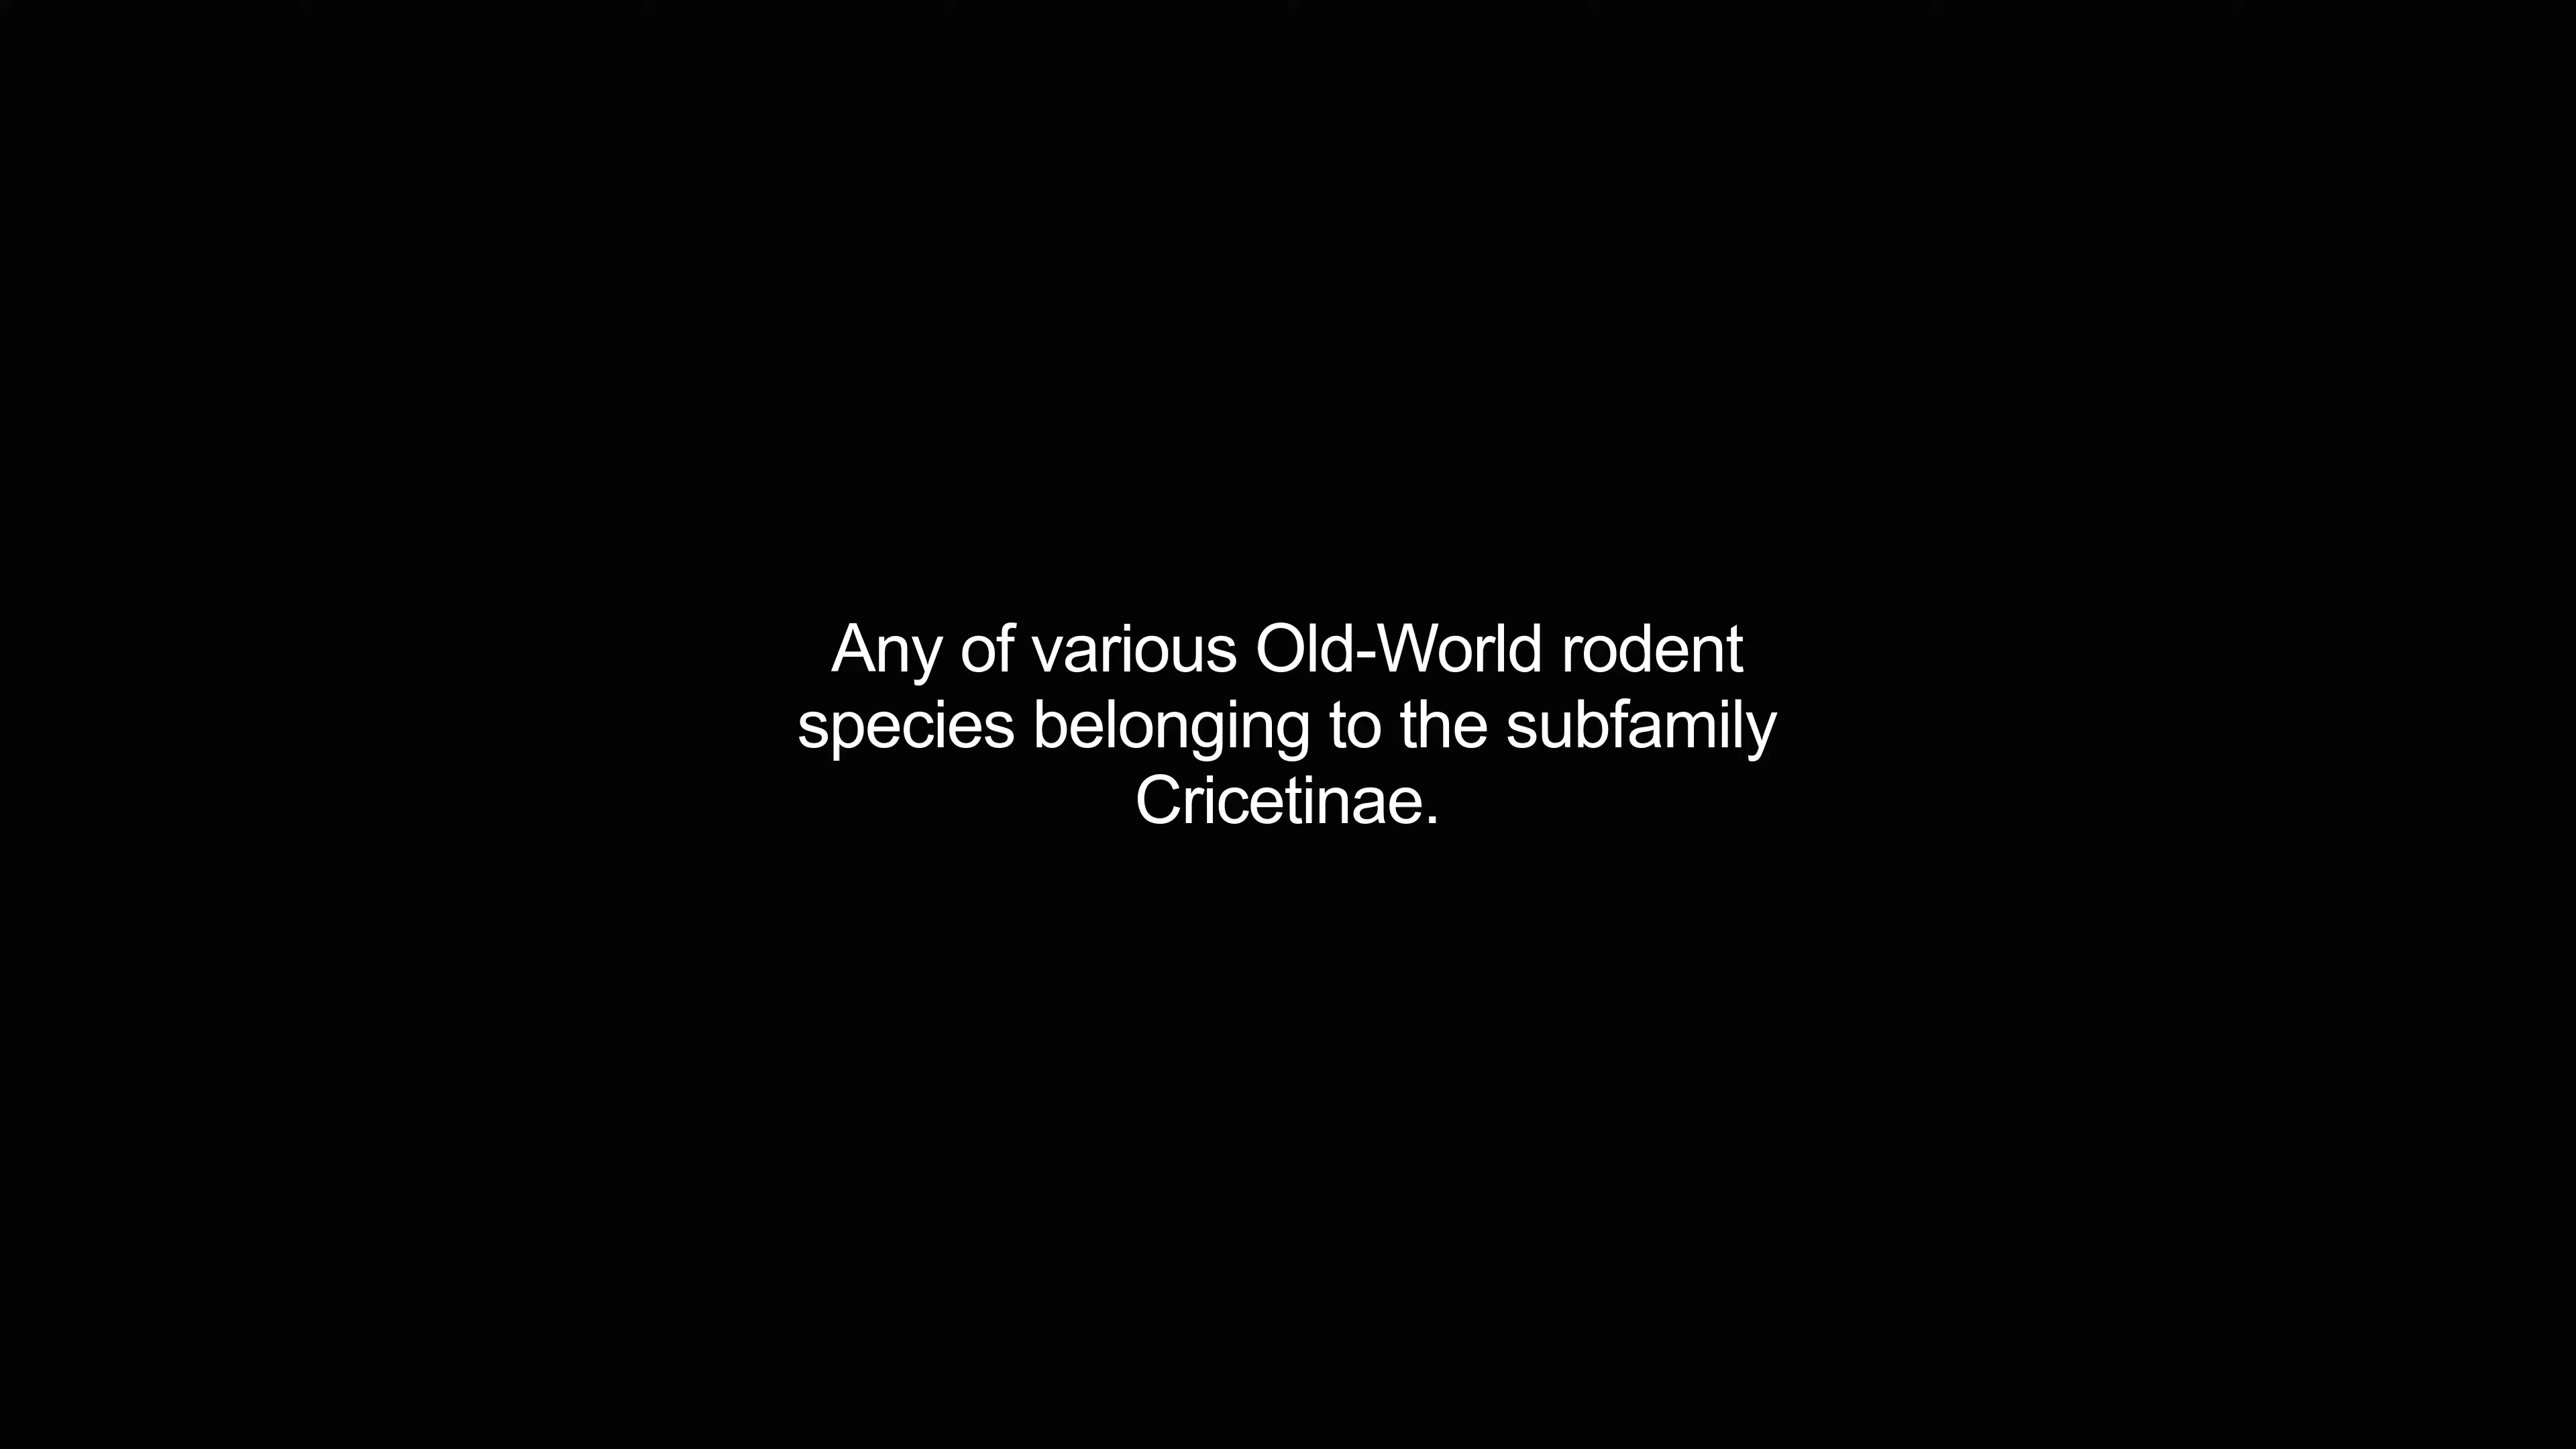 Any of various Old-World rodent
species belonging to the subfamily
Cricetinae.